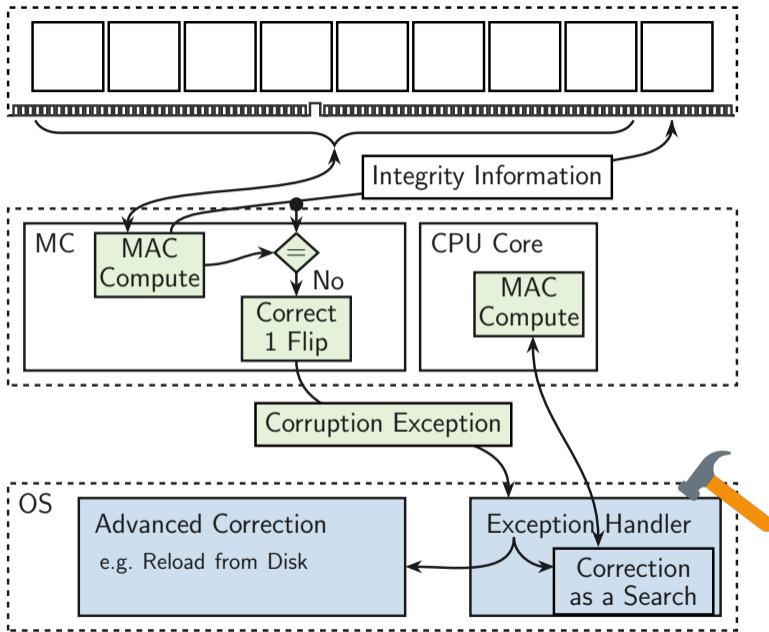 Integrity Information
MC
MAC
Compute
=
No
Correct
1 Flip
CPU Core
MAC
Compute
Corruption Exception
OS
Advanced Correction
e.g. Reload from Disk
Exception Handler
Correction
as a Search